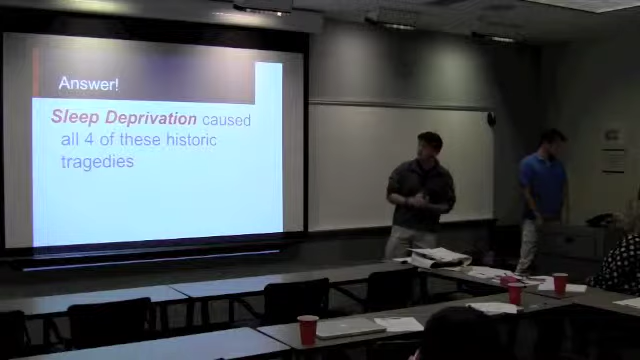 Answer!
Sleep Deprivation caused
all 4 of these historic
tragedies